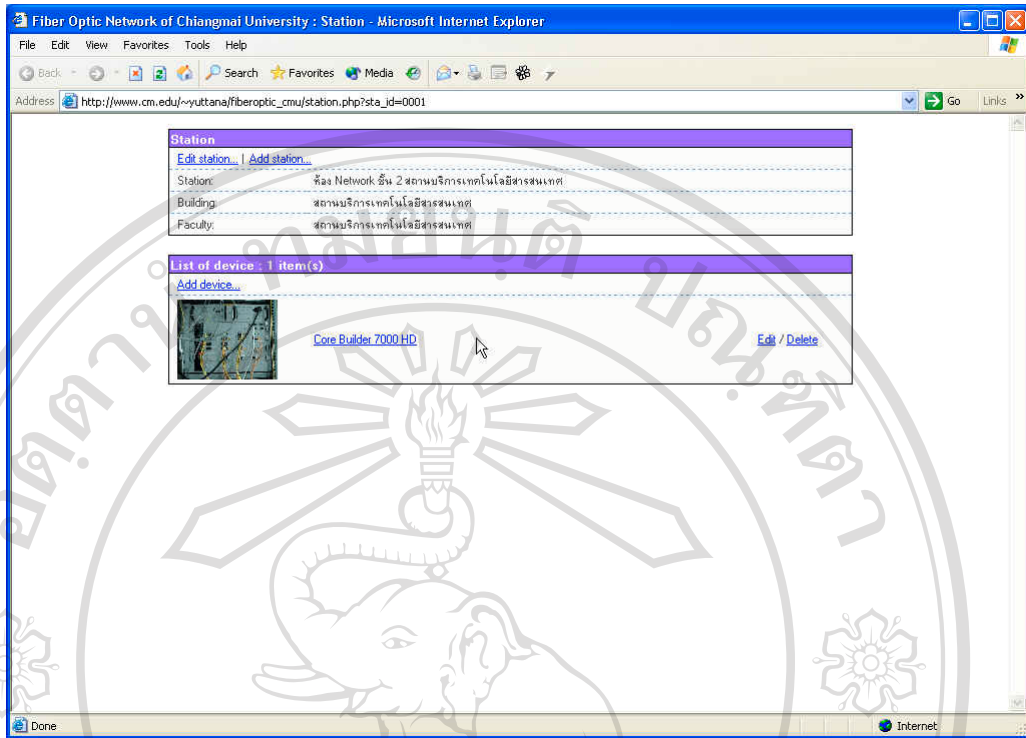 Fiber Optic Network of Chiangmai University : Station - Microsoft Internet Explorer
File Edit View Favorites Tools Help
Back Search Favorites Media
Address http://www.cm.edu/~yuttana/fiberoptic_cmu/station.php?sta_id=0001 Go Links »
Station
Edit station... | Add station...
Station: ห้อง Network ชั้น 2 สถานบริการเทคโนโลยีสารสนเทศ
Building: สถานบริการเทคโนโลยีสารสนเทศ
Faculty: สถานบริการเทคโนโลยีสารสนเทศ
List of device : 1 item(s)
Add device...
Core Builder 7000 HD Edit / Delete
Done Internet